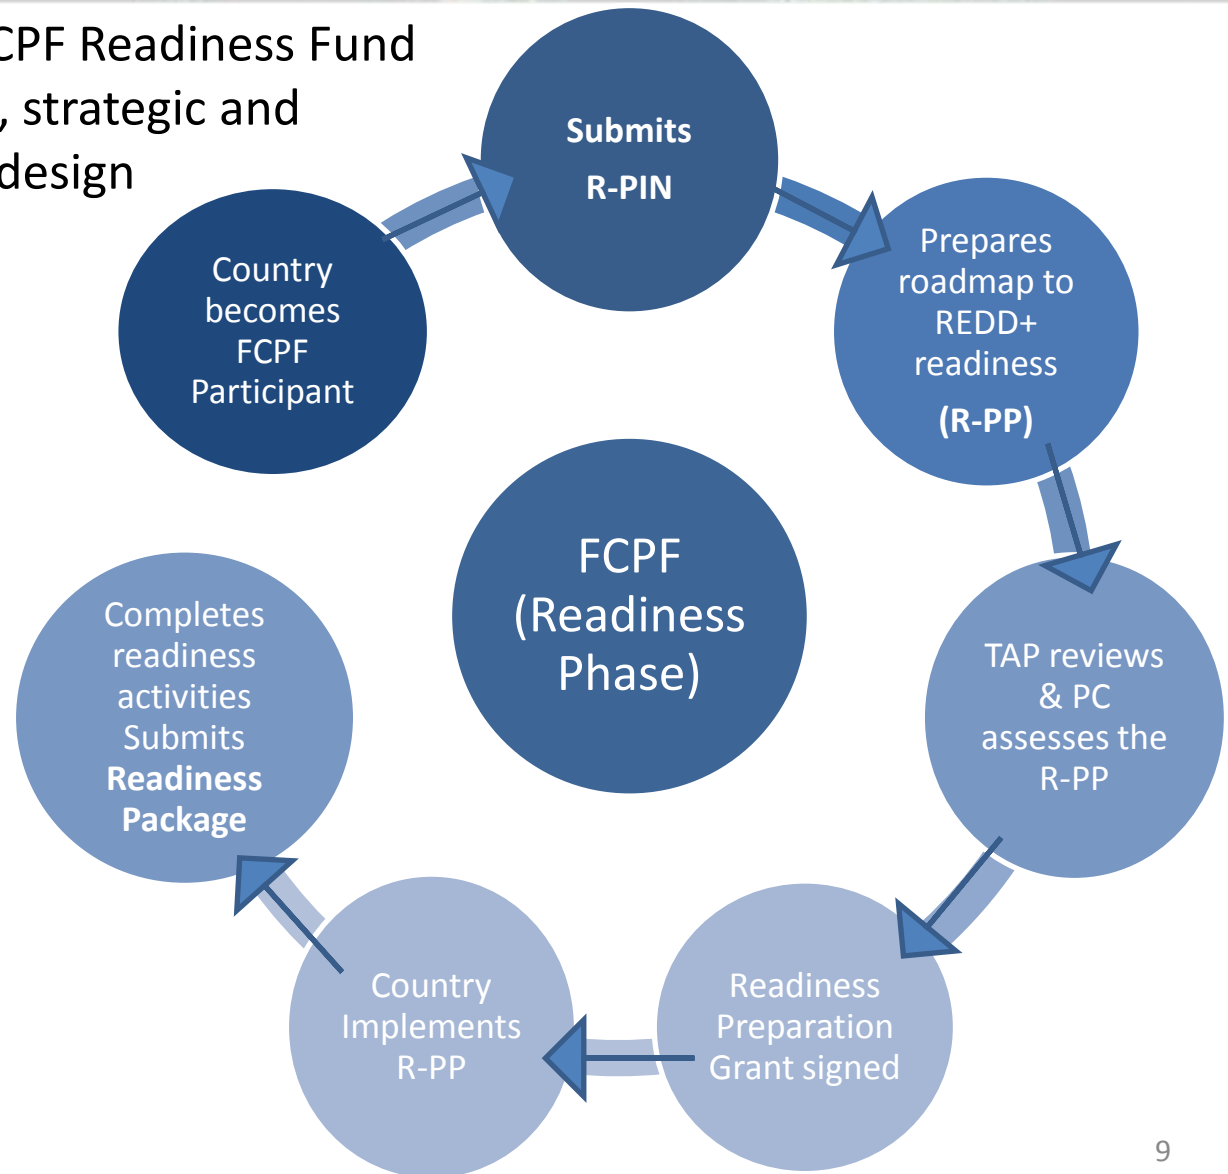 CPF Readiness Fund
, strategic and
design
Submits
R-PIN
Prepares
roadmap to
REDD+
readiness
(R-PP)
TAP reviews
& PC
assesses the
R-PP
Readiness
Preparation
Grant signed
Country
Implements
R-PP
Completes
readiness
activities
Submits
Readiness
Package
Country
becomes
FCPF
Participant
FCPF
(Readiness
Phase)
9